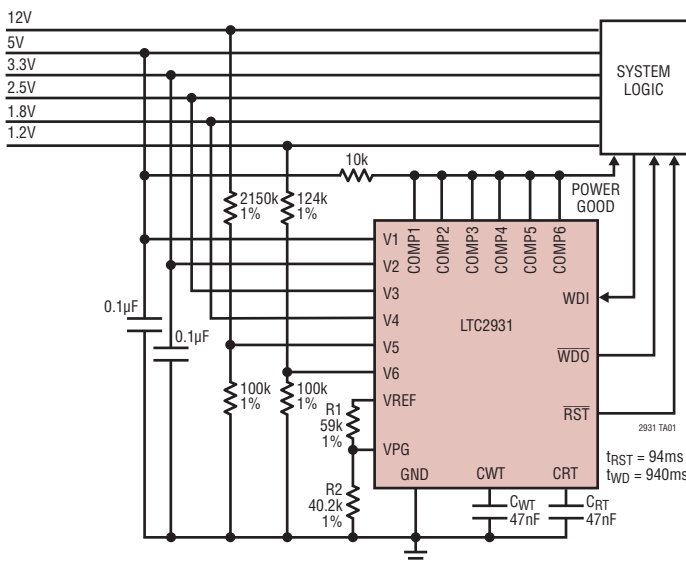 12V
5V
3.3V
2.5V
1.8V
1.2V
SYSTEM
LOGIC
10k
POWER
GOOD
2150k
1%
124k
1%
COMP1
COMP2
COMP3
COMP4
COMP5
COMP6
V1
V2
V3
V4
V5
V6
VREF
VPG
LTC2931
WDI
WDO
RST
GND
CWT
CRT
0.1µF
0.1µF
100k
1%
100k
1%
R1
59k
1%
R2
40.2k
1%
2931 TA01
tRST = 94ms
tWD = 940ms
CWT
47nF
CRT
47nF